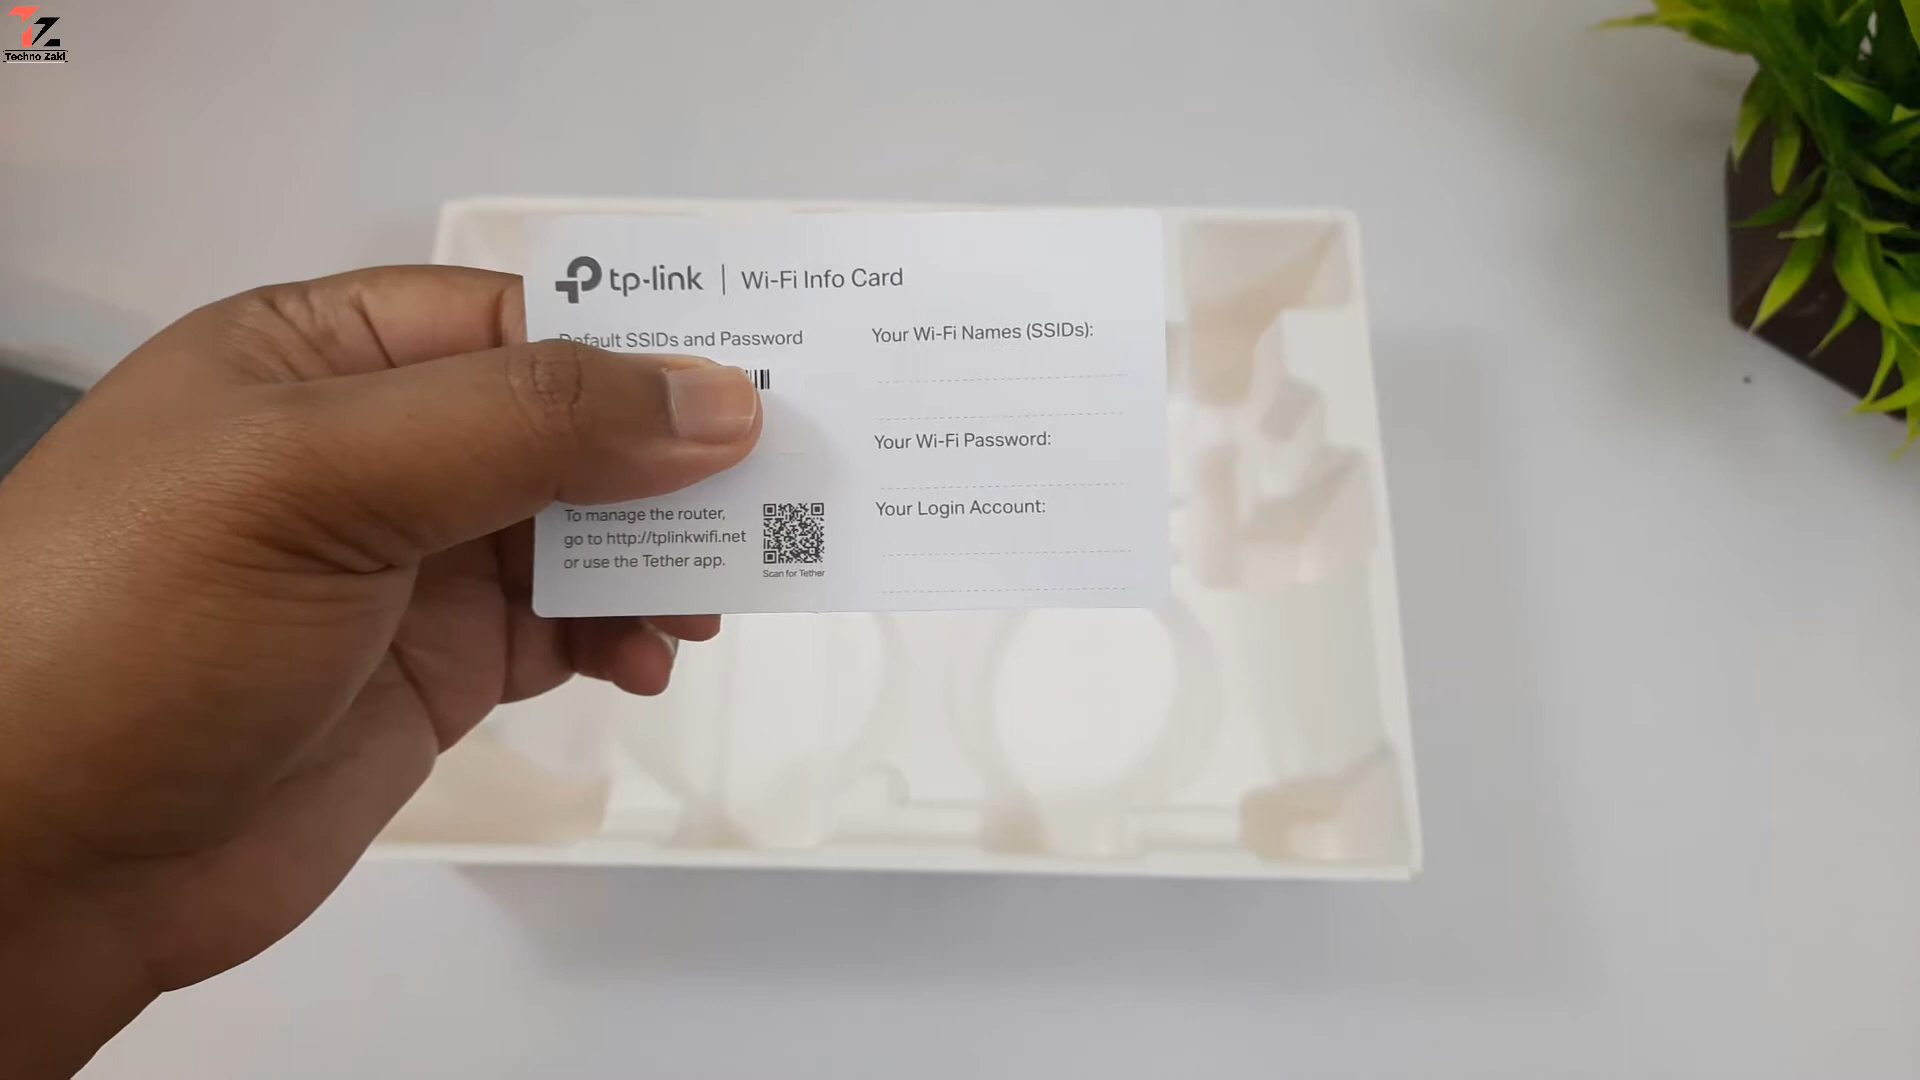 Techno Zaki
tp-link | Wi-Fi Info Card
Default SSIDs and Password
To manage the router,
go to http://tplinkwifi.net
or use the Tether app.
Scan for Tether
Your Wi-Fi Names (SSIDs):
Your Wi-Fi Password:
Your Login Account: